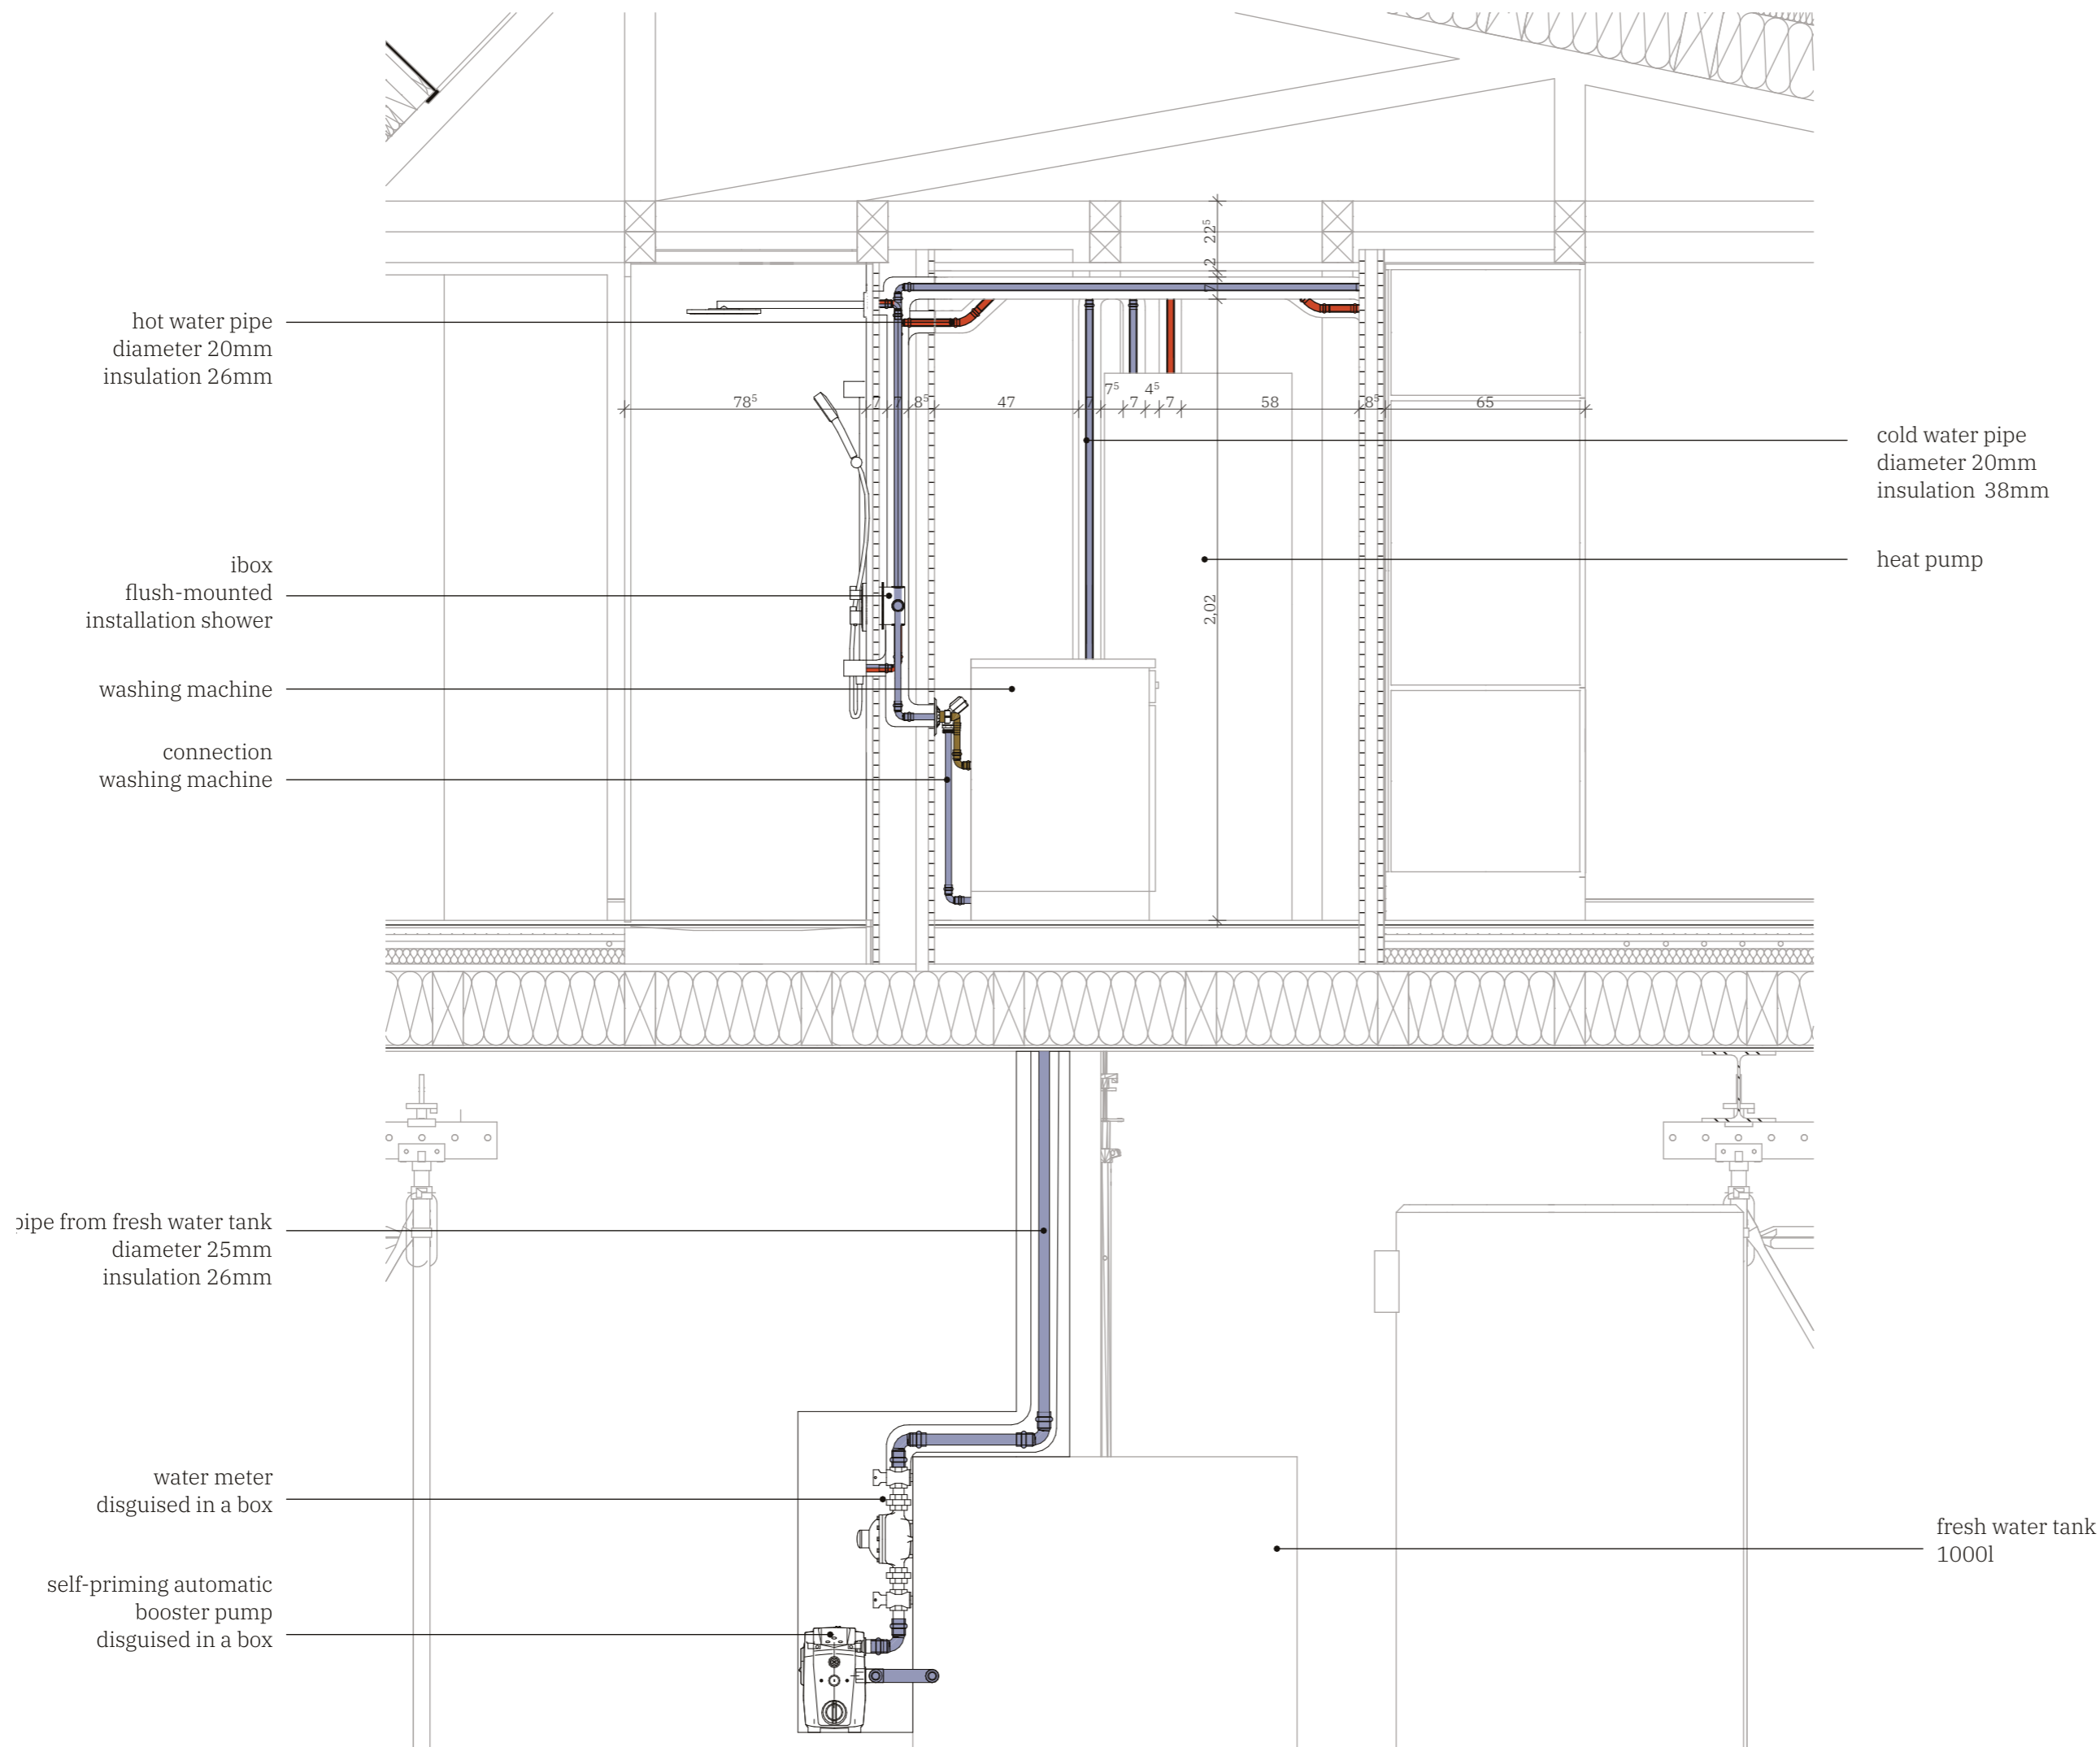 22⁵
2
7
hot water pipe
diameter 20mm
insulation 26mm
78⁵
7
7
8⁵
47
7
7⁵
7
4⁵
7
58
8⁵
65
cold water pipe
diameter 20mm
insulation 38mm
heat pump
2,02
ibox
flush-mounted
installation shower
washing machine
connection
washing machine
pipe from fresh water tank
diameter 25mm
insulation 26mm
water meter
disguised in a box
fresh water tank
1000l
self-priming automatic
booster pump
disguised in a box